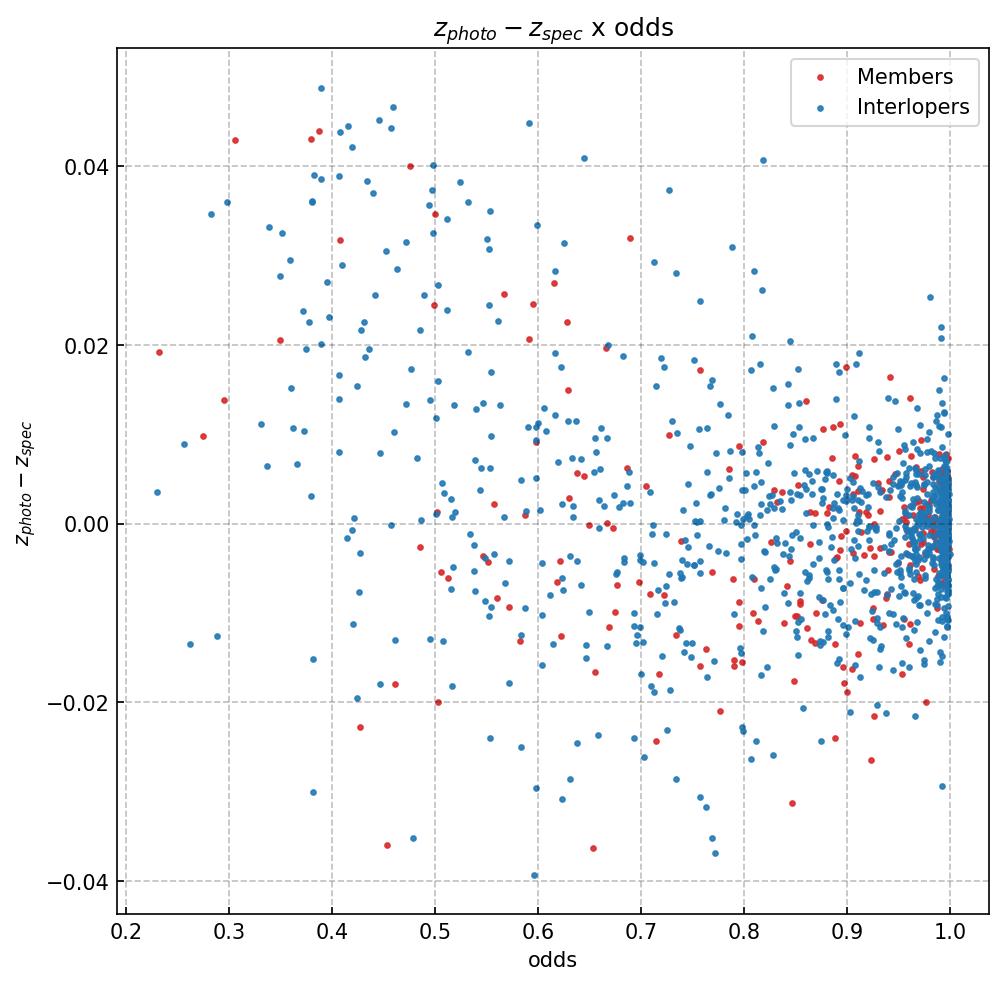 z_photo − z_spec x odds
Members
Interlopers
z_photo − z_spec
0.04
0.02
0.00
−0.02
−0.04
0.2 0.3 0.4 0.5 0.6 0.7 0.8 0.9 1.0
odds